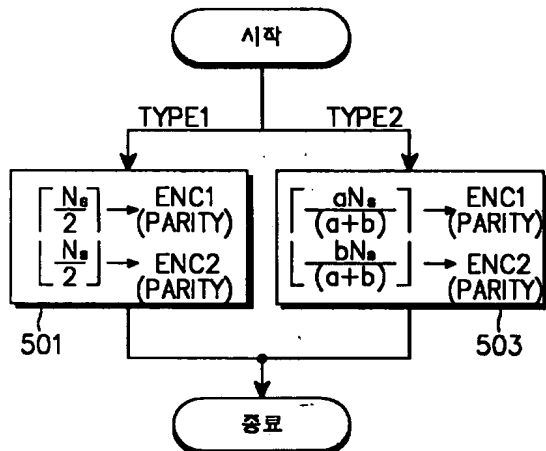 시작
TYPE1
TYPE2
⌈Ns/2⌉ → ENC1
(PARITY)
⌊Ns/2⌋ → ENC2
(PARITY)
501
⌈aNs/(a+b)⌉ → ENC1
(PARITY)
⌊bNs/(a+b)⌋ → ENC2
(PARITY)
503
종료